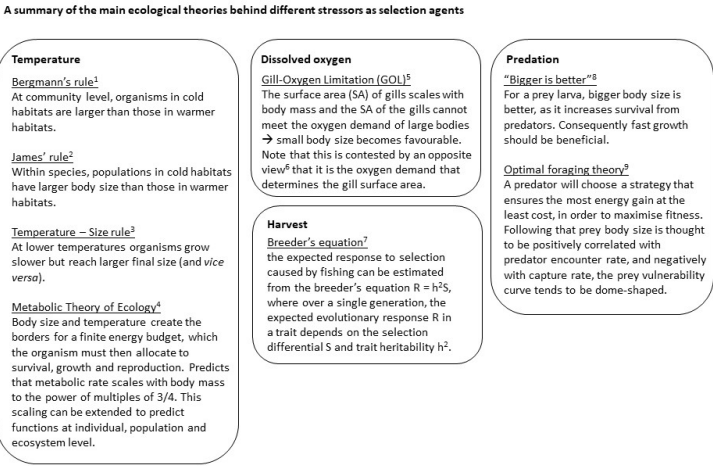 A summary of the main ecological theories behind different stressors as selection agents
Temperature
Bergmann's rule¹
At community level, organisms in cold
habitats are larger than those in warmer
habitats.
James' rule²
Within species, populations in cold habitats
have larger body size than those in warmer
habitats.
Temperature – Size rule³
At lower temperatures organisms grow
slower but reach larger final size (and vice
versa).
Metabolic Theory of Ecology⁴
Body size and temperature create the
borders for a finite energy budget, which
the organism must then allocate to
survival, growth and reproduction. Predicts
that metabolic rate scales with body mass
to the power of multiples of 3/4. This
scaling can be extended to predict
functions at individual, population and
ecosystem level.
Dissolved oxygen
Gill-Oxygen Limitation (GOL)⁵
The surface area (SA) of gills scales with
body mass and the SA of the gills cannot
meet the oxygen demand of large bodies
→ small body size becomes favourable.
Note that this is contested by an opposite
view⁶ that it is the oxygen demand that
determines the gill surface area.
Harvest
Breeder's equation⁷
the expected response to selection
caused by fishing can be estimated
from the breeder's equation R = h²S,
where over a single generation, the
expected evolutionary response R in
a trait depends on the selection
differential S and trait heritability h².
Predation
"Bigger is better"⁸
For a prey larva, bigger body size is
better, as it increases survival from
predators. Consequently fast growth
should be beneficial.
Optimal foraging theory⁹
A predator will choose a strategy that
ensures the most energy gain at the
least cost, in order to maximise fitness.
Following that prey body size is thought
to be positively correlated with
predator encounter rate, and negatively
with capture rate, the prey vulnerability
curve tends to be dome-shaped.